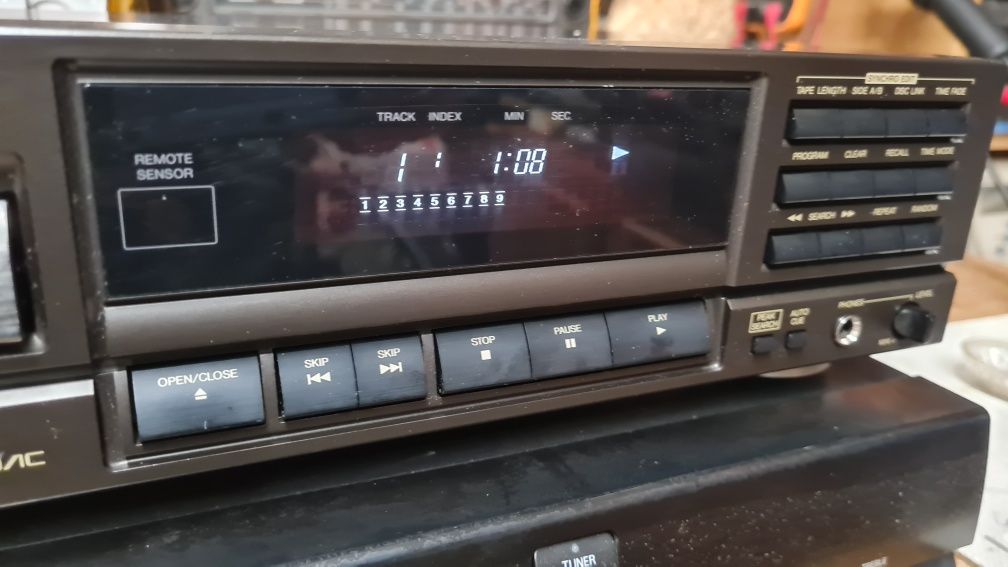 SYNCHRO EDIT
TAPE LENGTH SIDE A/B DISC LINK TIME FADE
TRACK INDEX MIN SEC
1 1 1:08
REMOTE
SENSOR
1 2 3 4 5 6 7 8 9
PROGRAM CLEAR RECALL TIME MODE
SEARCH REPEAT RANDOM
PHONES LEVEL
PEAK
SEARCH
AUTO
CUE
OPEN/CLOSE
SKIP
SKIP
STOP
PAUSE
PLAY
TUNER